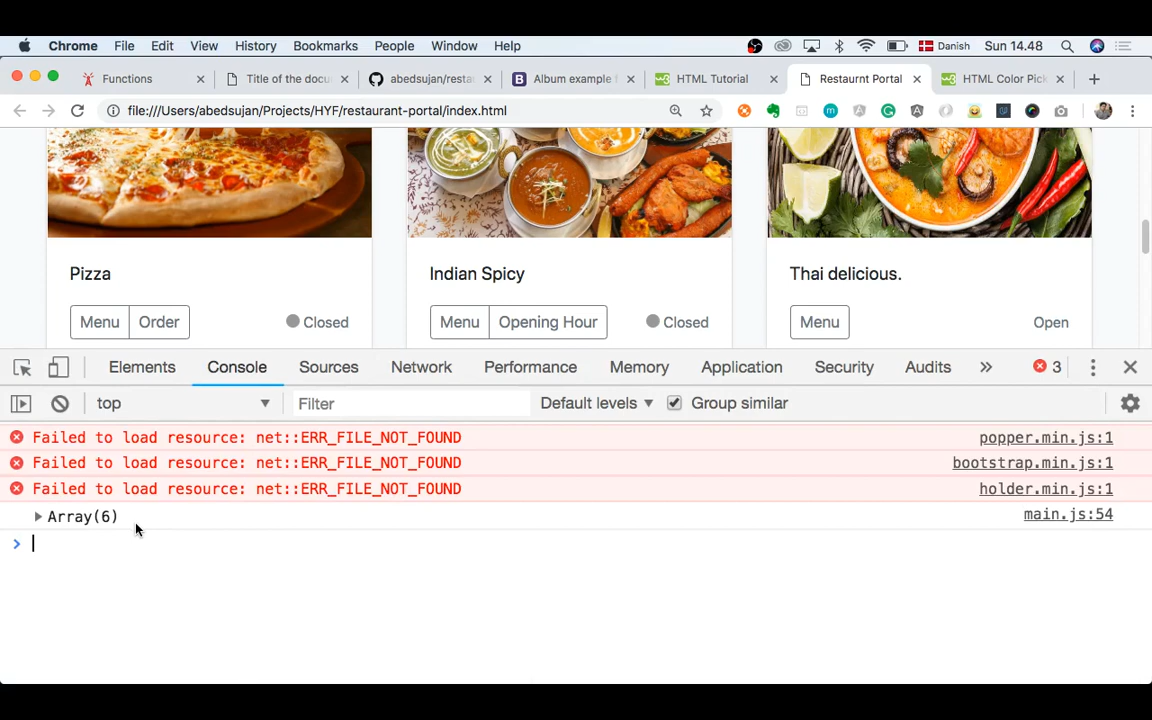 Chrome File Edit View History Bookmarks People Window Help Danish Sun 14.48
Functions Title of the docu abedsujan/resta Album example f HTML Tutorial Restaurnt Portal HTML Color Pick
file:///Users/abedsujan/Projects/HYF/restaurant-portal/index.html
Pizza Indian Spicy Thai delicious.
Menu Order Closed Menu Opening Hour Closed Menu Open
Elements Console Sources Network Performance Memory Application Security Audits » 3
top Filter Default levels Group similar
Failed to load resource: net::ERR_FILE_NOT_FOUND popper.min.js:1
Failed to load resource: net::ERR_FILE_NOT_FOUND bootstrap.min.js:1
Failed to load resource: net::ERR_FILE_NOT_FOUND holder.min.js:1
Array(6) main.js:54